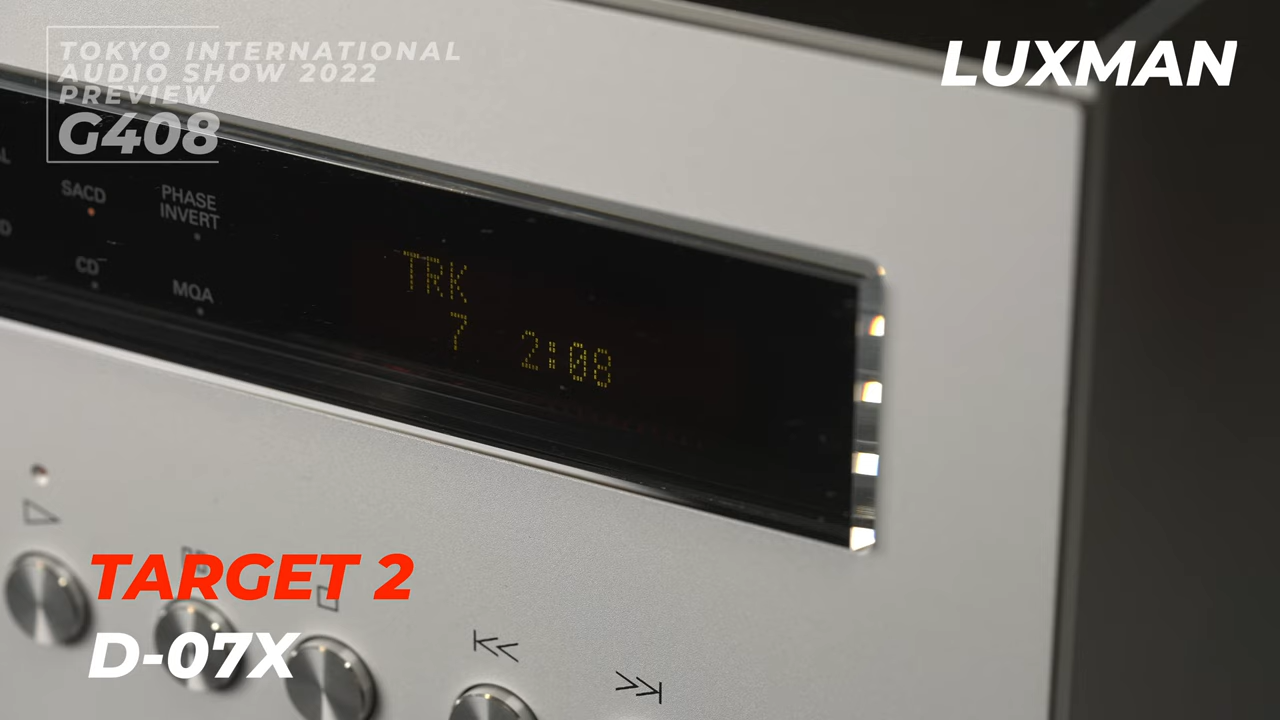 TOKYO INTERNATIONAL
AUDIO SHOW 2022
PREVIEW
G408
LUXMAN
SACD
PHASE
INVERT
CD
MQA
TRK
7 2:08
TARGET 2
D-07X